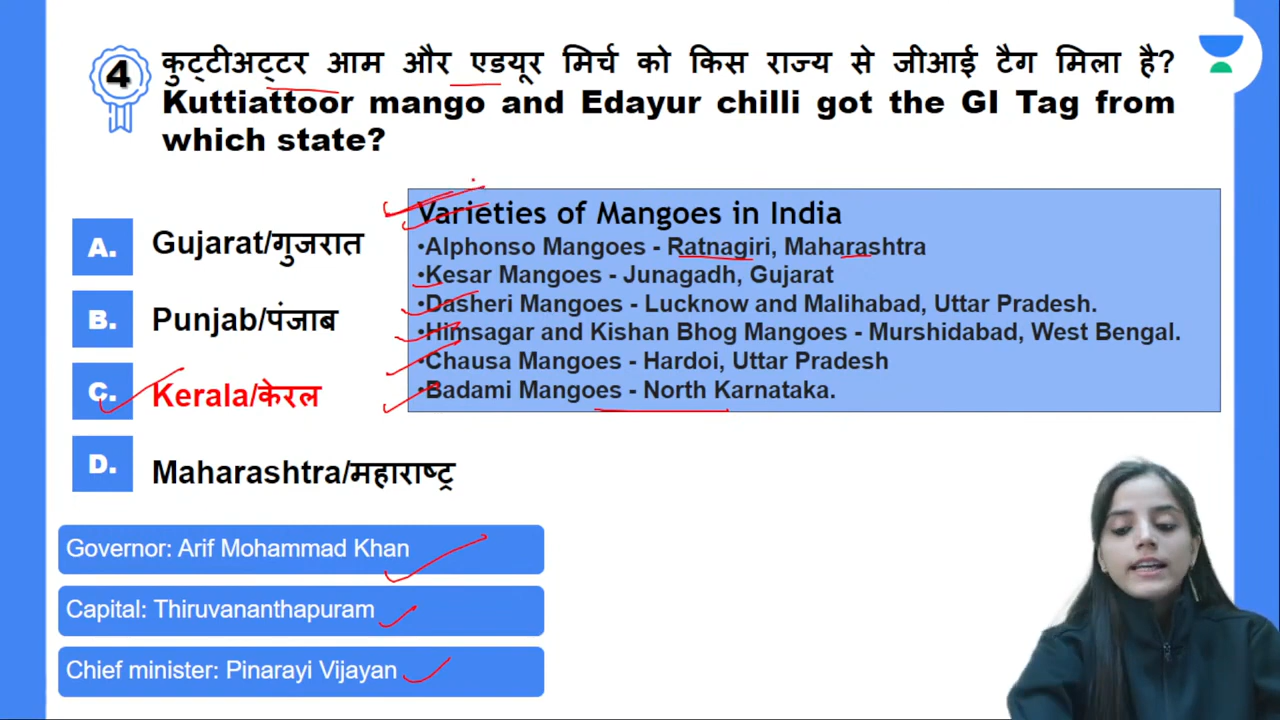 4
कुट्टीअट्टर आम और एडयूर मिर्च को किस राज्य से जीआई टैग मिला है?
Kuttiattoor mango and Edayur chilli got the GI Tag from
which state?
A. Gujarat/गुजरात
B. Punjab/पंजाब
C. Kerala/केरल
D. Maharashtra/महाराष्ट्र
Varieties of Mangoes in India
•Alphonso Mangoes - Ratnagiri, Maharashtra
•Kesar Mangoes - Junagadh, Gujarat
•Dasheri Mangoes - Lucknow and Malihabad, Uttar Pradesh.
•Himsagar and Kishan Bhog Mangoes - Murshidabad, West Bengal.
•Chausa Mangoes - Hardoi, Uttar Pradesh
•Badami Mangoes - North Karnataka.
Governor: Arif Mohammad Khan
Capital: Thiruvananthapuram
Chief minister: Pinarayi Vijayan